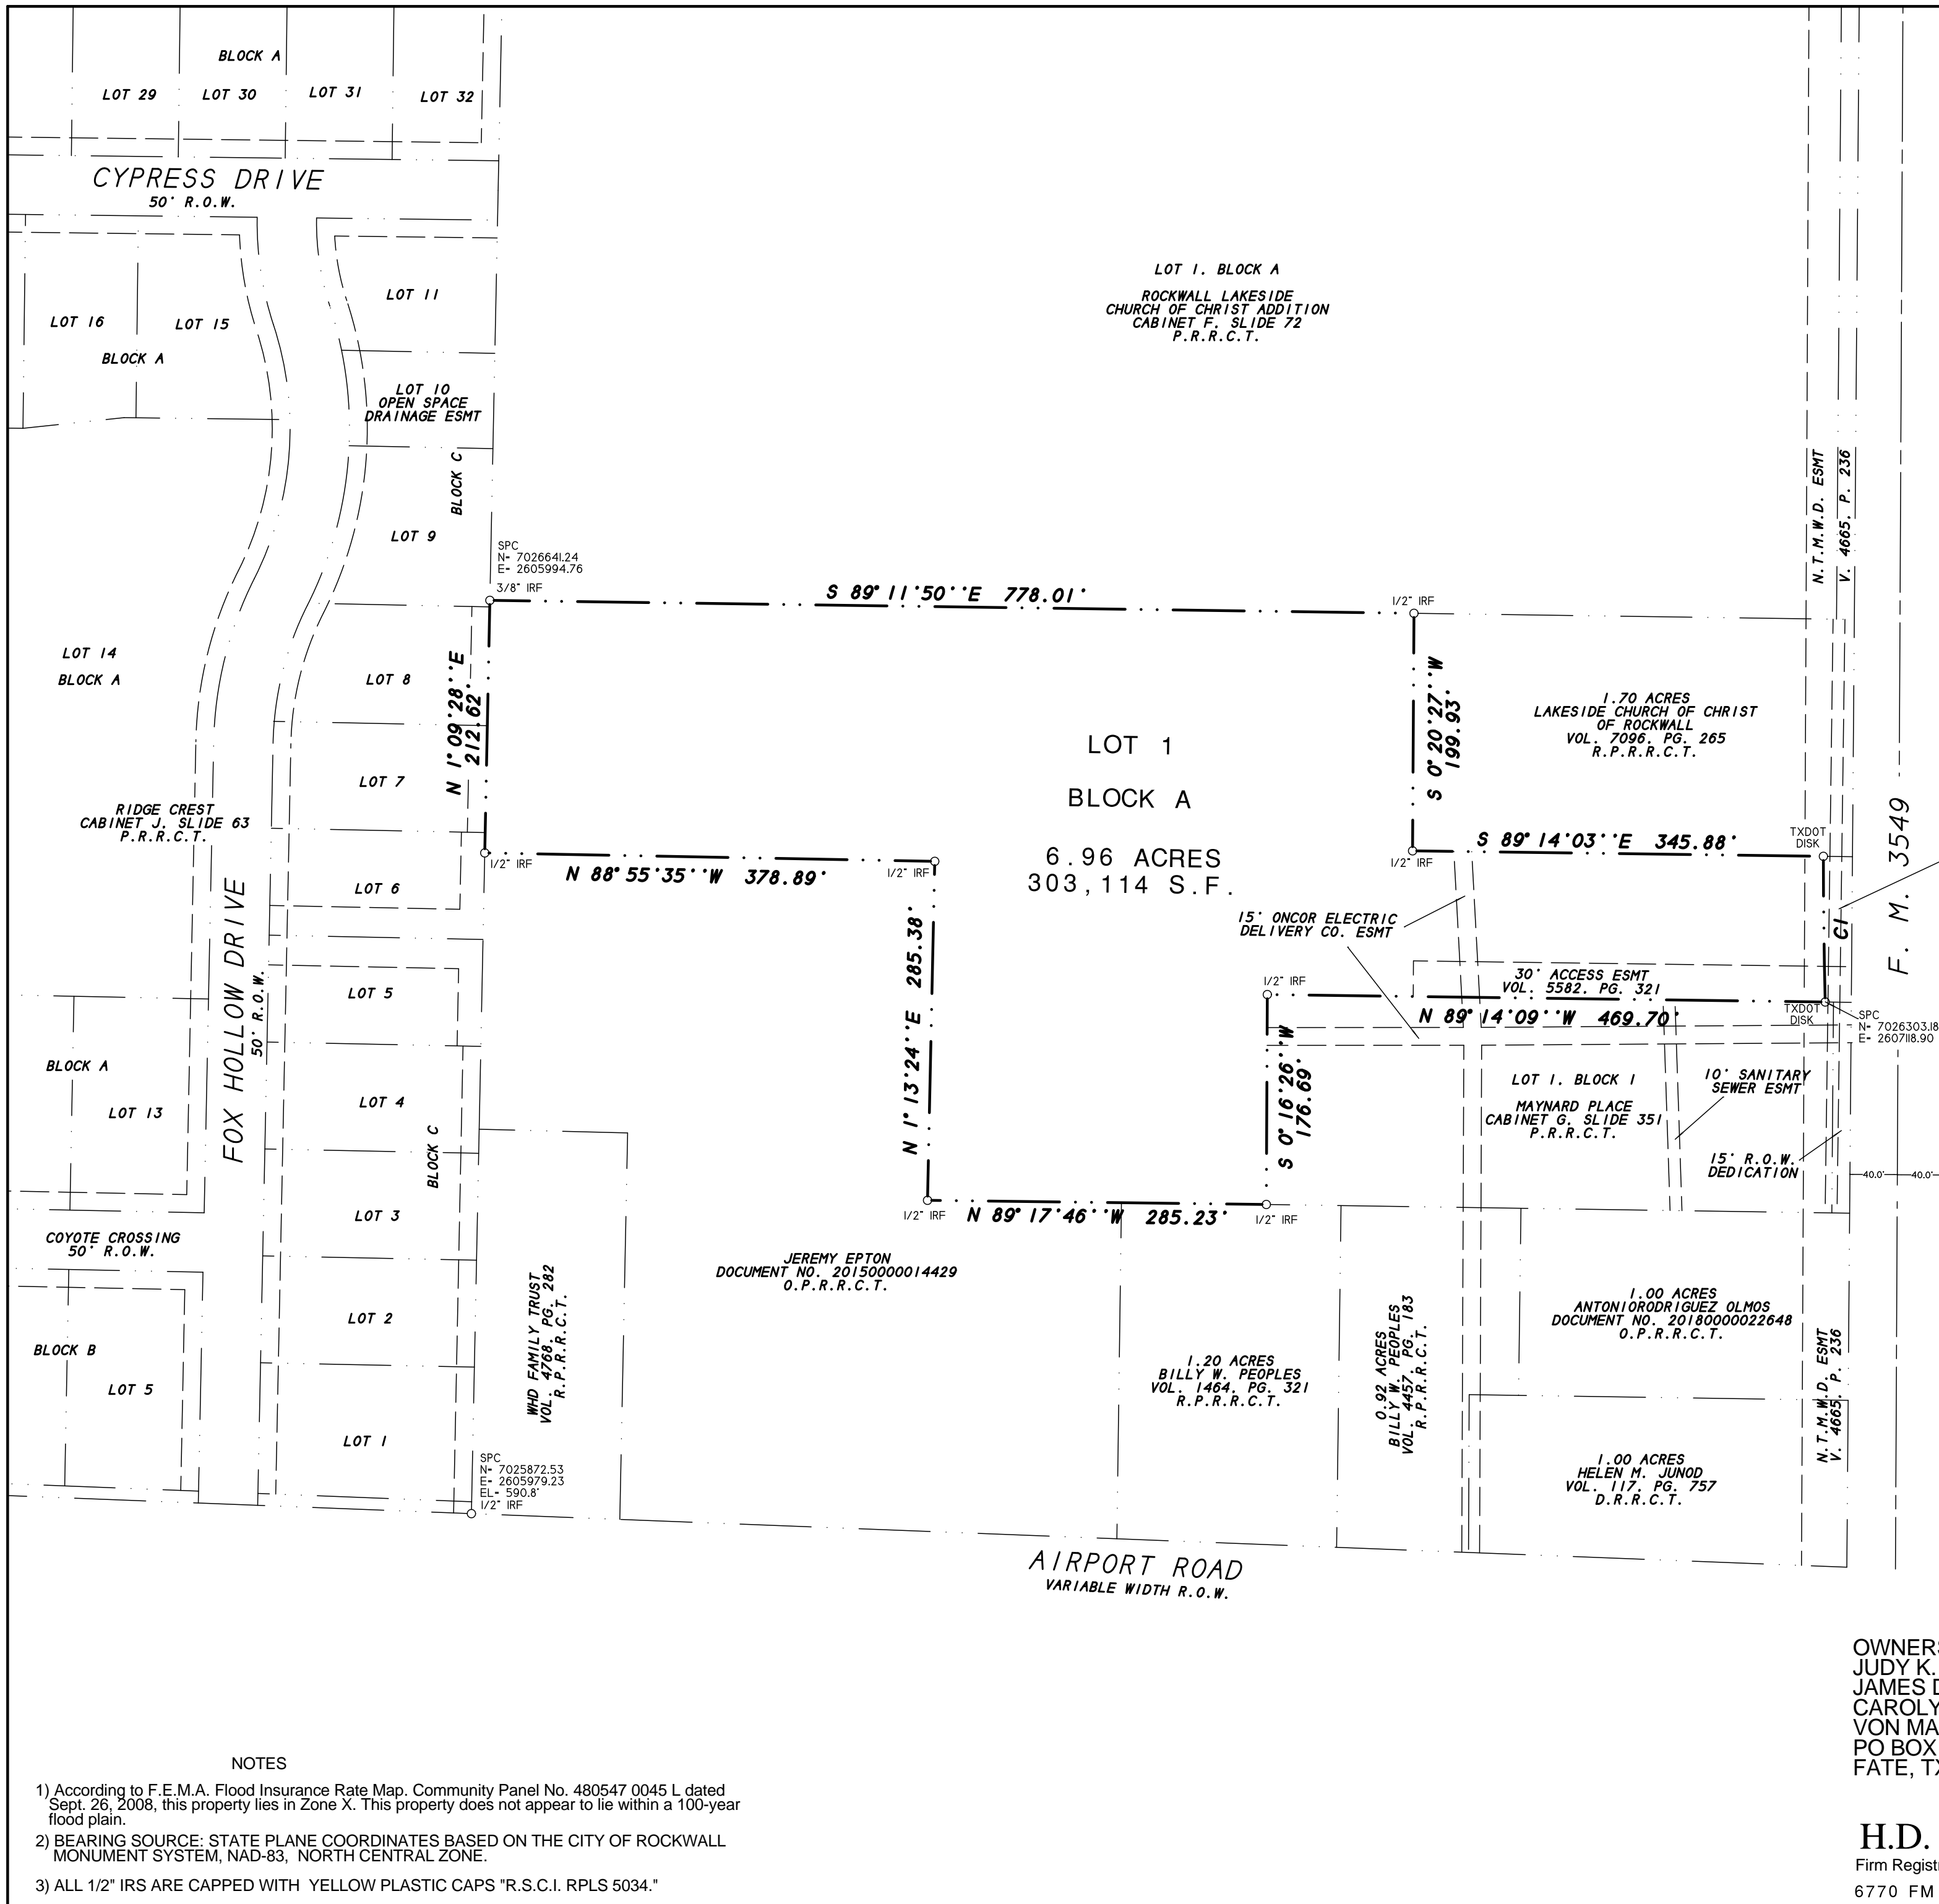 BLOCK A
LOT 29
LOT 30
LOT 31
LOT 32
CYPRESS DRIVE
50' R.O.W.
LOT 16
LOT 15
BLOCK A
LOT 11
LOT 10
OPEN SPACE
DRAINAGE ESMT
BLOCK C
LOT 9
LOT 1, BLOCK A
ROCKWALL LAKESIDE
CHURCH OF CHRIST ADDITION
CABINET F, SLIDE 72
P.R.R.C.T.
N.T.M.W.D. ESMT
V. 4665, P. 236
SPC
N- 7026641.24
E- 2605994.76
3/8" IRF
S 89°11'50''E 778.01'
1/2" IRF
LOT 14
BLOCK A
LOT 8
N 1°09'28''E
212.62'
LOT 7
RIDGE CREST
CABINET J, SLIDE 63
P.R.R.C.T.
LOT 1
BLOCK A
6.96 ACRES
303,114 S.F.
S 0°20'27''W
199.93'
1.70 ACRES
LAKESIDE CHURCH OF CHRIST
OF ROCKWALL
VOL. 7096, PG. 265
R.P.R.R.C.T.
F. M. 3549
S 89°14'03''E 345.88'
TXDOT
DISK
1/2" IRF
1/2" IRF
N 88°55'35''W 378.89'
1/2" IRF
LOT 6
FOX HOLLOW DRIVE
50' R.O.W.
15' ONCOR ELECTRIC
DELIVERY CO. ESMT
C1
N 1°13'24''E 285.38'
1/2" IRF
30' ACCESS ESMT
VOL. 5582, PG. 321
N 89°14'09''W 469.70'
TXDOT
DISK
SPC
N- 7026303.18
E- 2607118.90
LOT 5
BLOCK A
LOT 13
LOT 4
BLOCK C
S 0°16'26''W
176.69'
LOT 1, BLOCK 1
MAYNARD PLACE
CABINET G, SLIDE 351
P.R.R.C.T.
10' SANITARY
SEWER ESMT
15' R.O.W.
DEDICATION
40.0'
40.0'
LOT 3
1/2" IRF
N 89°17'46''W 285.23'
1/2" IRF
COYOTE CROSSING
50' R.O.W.
JEREMY EPTON
DOCUMENT NO. 20150000014429
O.P.R.R.C.T.
WHD FAMILY TRUST
VOL. 4768, PG. 282
R.P.R.R.C.T.
LOT 2
BLOCK B
LOT 5
1.20 ACRES
BILLY W. PEOPLES
VOL. 1464, PG. 321
R.P.R.R.C.T.
0.92 ACRES
BILLY W. PEOPLES
VOL. 4457, PG. 183
R.P.R.R.C.T.
1.00 ACRES
ANTONIORODRIGUEZ OLMOS
DOCUMENT NO. 20180000022648
O.P.R.R.C.T.
N.T.M.W.D. ESMT
V. 4665, P. 236
LOT 1
SPC
N- 7025872.53
E- 2605979.23
EL- 590.8'
1/2" IRF
1.00 ACRES
HELEN M. JUNOD
VOL. 117, PG. 757
D.R.R.C.T.
AIRPORT ROAD
VARIABLE WIDTH R.O.W.
OWNERS
JUDY K.
JAMES D
CAROLY
VON MA
PO BOX
FATE, TX
H.D.
Firm Regist
6770 FM
NOTES
1) According to F.E.M.A. Flood Insurance Rate Map. Community Panel No. 480547 0045 L dated
Sept. 26, 2008, this property lies in Zone X. This property does not appear to lie within a 100-year
flood plain.
2) BEARING SOURCE: STATE PLANE COORDINATES BASED ON THE CITY OF ROCKWALL
MONUMENT SYSTEM, NAD-83, NORTH CENTRAL ZONE.
3) ALL 1/2" IRS ARE CAPPED WITH YELLOW PLASTIC CAPS "R.S.C.I. RPLS 5034."